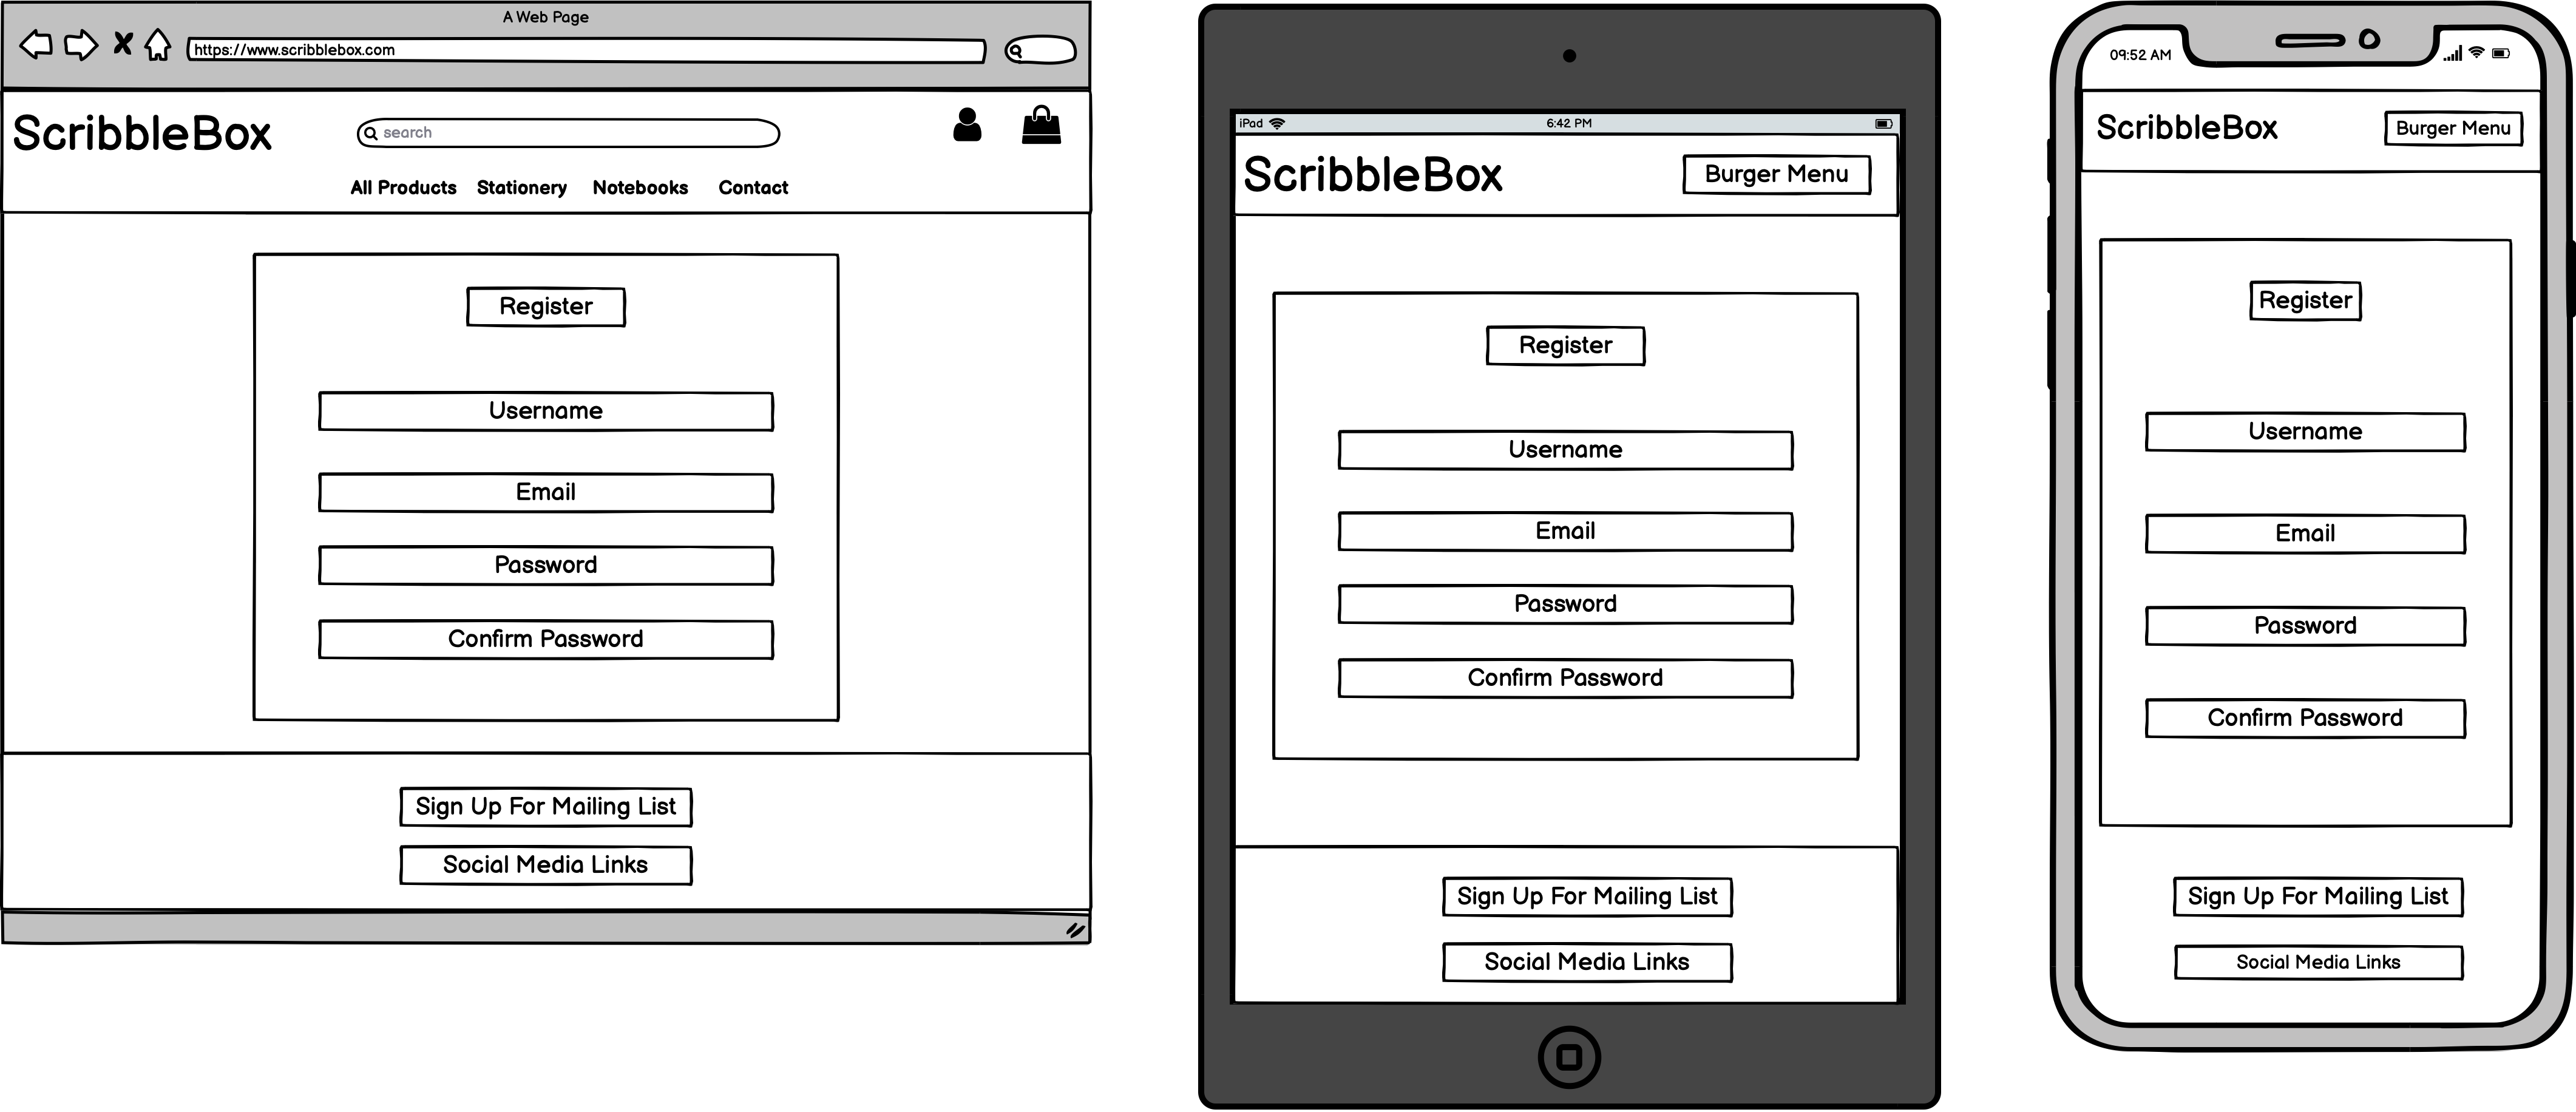 A Web Page
https://www.scribblebox.com
ScribbleBox
search
All Products Stationery Notebooks Contact
Register
Username
Email
Password
Confirm Password
Sign Up For Mailing List
Social Media Links
iPad 6:42 PM
ScribbleBox Burger Menu
Register
Username
Email
Password
Confirm Password
Sign Up For Mailing List
Social Media Links
09:52 AM
ScribbleBox Burger Menu
Register
Username
Email
Password
Confirm Password
Sign Up For Mailing List
Social Media Links